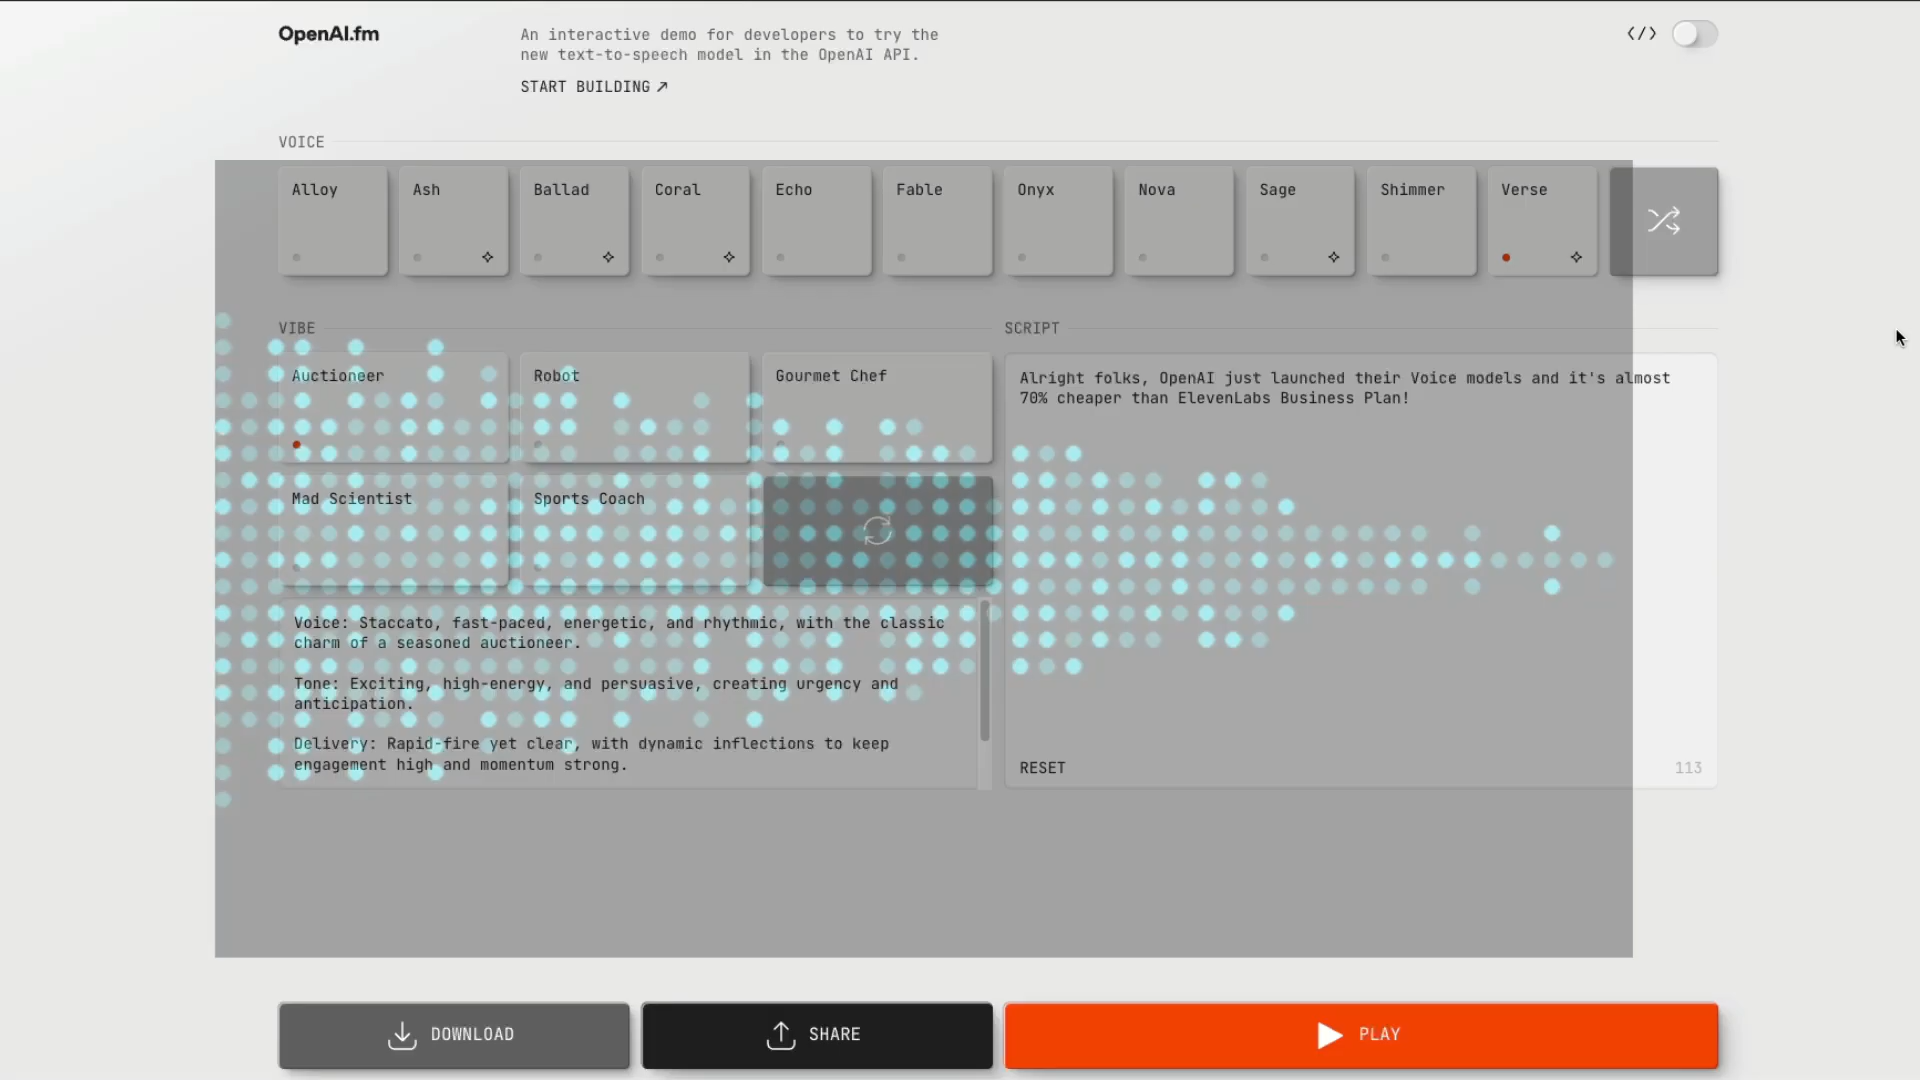 OpenAI.fm
An interactive demo for developers to try the
new text-to-speech model in the OpenAI API.
START BUILDING ↗
</>
VOICE
Alloy
Ash
Ballad
Coral
Echo
Fable
Onyx
Nova
Sage
Shimmer
Verse
VIBE
Auctioneer
Robot
Gourmet Chef
Mad Scientist
Sports Coach
Voice: Staccato, fast-paced, energetic, and rhythmic, with the classic
charm of a seasoned auctioneer.
Tone: Exciting, high-energy, and persuasive, creating urgency and
anticipation.
Delivery: Rapid-fire yet clear, with dynamic inflections to keep
engagement high and momentum strong.
SCRIPT
Alright folks, OpenAI just launched their Voice models and it's almost
70% cheaper than ElevenLabs Business Plan!
RESET
113
DOWNLOAD
SHARE
PLAY